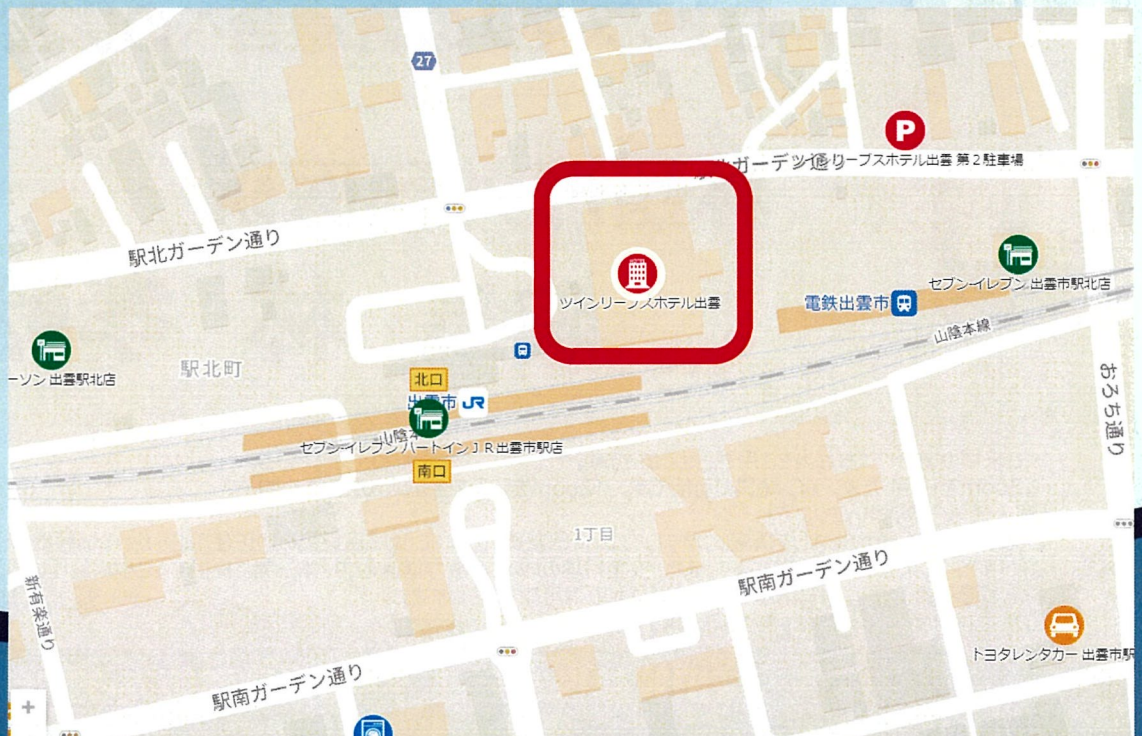 27
P
駅北ガーデン通り
ツインリーブスホテル出雲 第2駐車場
駅北ガーデン通り
ツインリーブスホテル出雲
セブン-イレブン 出雲市駅北店
電鉄出雲市
山陰本線
ーソン 出雲駅北店
駅北町
北口
出雲市 JR
山陰本
セブン-イレブン ハートインJR出雲市駅店
南口
おろち通り
1丁目
駅南ガーデン通り
新有楽通り
トヨタレンタカー 出雲市駅
駅南ガーデン通り
+